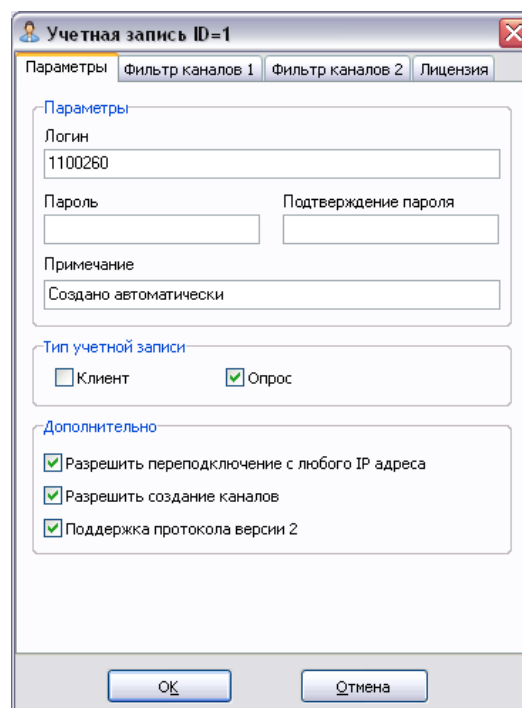 Учетная запись ID=1
Параметры Фильтр каналов 1 Фильтр каналов 2 Лицензия
Параметры
Логин
1100260
Пароль Подтверждение пароля
Примечание
Создано автоматически
Тип учетной записи
Клиент Опрос
Дополнительно
Разрешить переподключение с любого IP адреса
Разрешить создание каналов
Поддержка протокола версии 2
OK Отмена